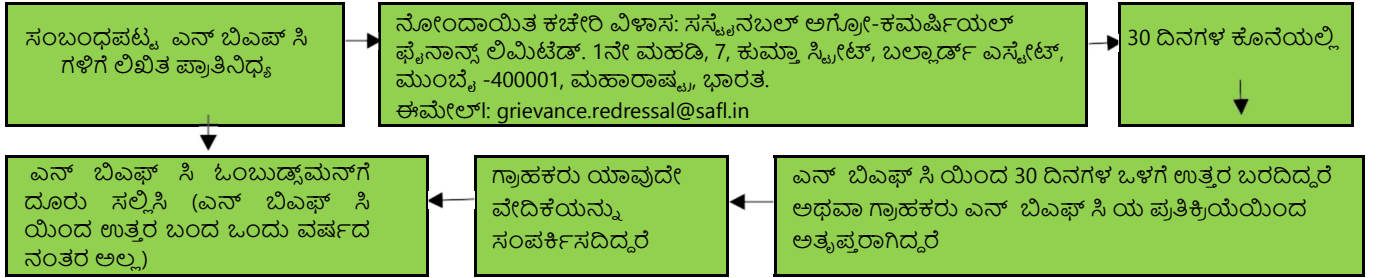 ಸಂಬಂಧಪಟ್ಟ ಎನ್ ಬಿಎಫ್ ಸಿ
ಗಳಿಗೆ ಲಿಖಿತ ಪ್ರಾತಿನಿಧ್ಯ
ನೋಂದಾಯಿತ ಕಚೇರಿ ವಿಳಾಸ: ಸಸ್ಟೈನಬಲ್ ಅಗ್ರೋ-ಕಮರ್ಷಿಯಲ್
ಫೈನಾನ್ಸ್ ಲಿಮಿಟೆಡ್. 1ನೇ ಮಹಡಿ, 7, ಕುಮ್ತಾ ಸ್ಟ್ರೀಟ್, ಬಲ್ಲಾರ್ಡ್ ಎಸ್ಟೇಟ್,
ಮುಂಬೈ -400001, ಮಹಾರಾಷ್ಟ್ರ, ಭಾರತ.
ಈಮೇಲ್l: grievance.redressal@safl.in
30 ದಿನಗಳ ಕೊನೆಯಲ್ಲಿ
ಎನ್ ಬಿಎಫ್ ಸಿ ಯಿಂದ 30 ದಿನಗಳ ಒಳಗೆ ಉತ್ತರ ಬರದಿದ್ದರೆ
ಅಥವಾ ಗ್ರಾಹಕರು ಎನ್ ಬಿಎಫ್ ಸಿ ಯ ಪ್ರತಿಕ್ರಿಯೆಯಿಂದ
ಅತೃಪ್ತರಾಗಿದ್ದರೆ
ಗ್ರಾಹಕರು ಯಾವುದೇ
ವೇದಿಕೆಯನ್ನು
ಸಂಪರ್ಕಿಸದಿದ್ದರೆ
ಎನ್ ಬಿಎಫ್ ಸಿ ಓಂಬುಡ್ಸ್‌ಮನ್‌ಗೆ
ದೂರು ಸಲ್ಲಿಸಿ (ಎನ್ ಬಿಎಫ್ ಸಿ
ಯಿಂದ ಉತ್ತರ ಬಂದ ಒಂದು ವರ್ಷದ
ನಂತರ ಅಲ್ಲ)